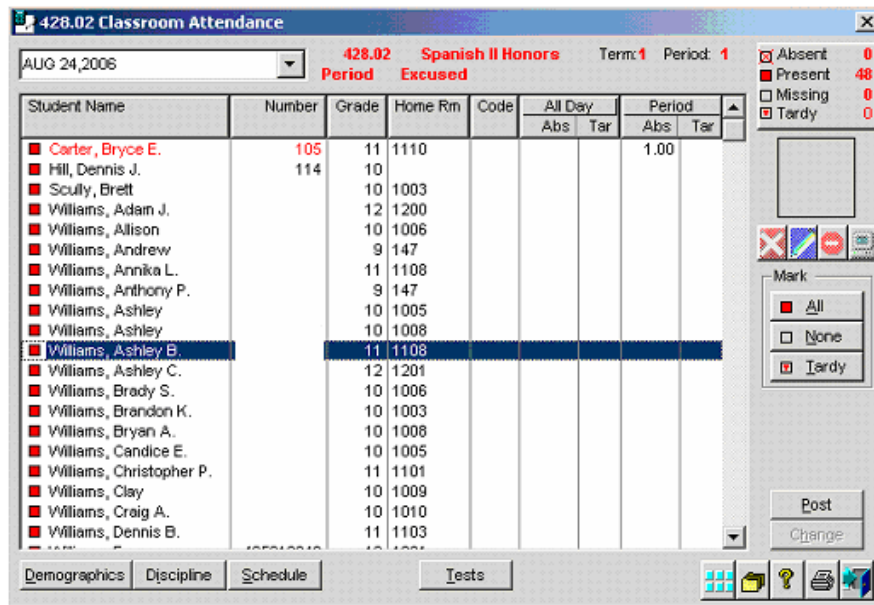 428.02 Classroom Attendance
AUG 24,2006
428.02 Spanish II Honors Term: 1 Period: 1
Period Excused
Absent 0
Present 48
Missing 0
Tardy 0
Student Name Number Grade Home Rm Code All Day Period
Abs Tar Abs Tar
Carter, Bryce E. 105 11 1110 1.00
Hill, Dennis J. 114 10
Scully, Brett 10 1003
Williams, Adam J. 12 1200
Williams, Allison 10 1006
Williams, Andrew 9 147
Williams, Annika L. 11 1108
Williams, Anthony P. 9 147
Williams, Ashley 10 1005
Williams, Ashley 10 1008
Williams, Ashley B. 11 1108
Williams, Ashley C. 12 1201
Williams, Brady S. 10 1006
Williams, Brandon K. 10 1003
Williams, Bryan A. 10 1008
Williams, Candice E. 10 1005
Williams, Christopher P. 11 1101
Williams, Clay 10 1009
Williams, Craig A. 10 1010
Williams, Dennis B. 11 1103
Mark
All
None
Tardy
Post
Change
Demographics Discipline Schedule Tests